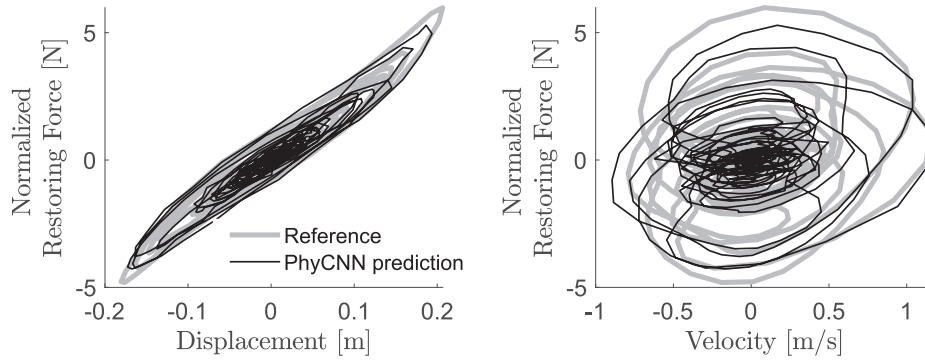 Normalized
Restoring Force [N]
5
0
-5
-0.2
-0.1
0
0.1
0.2
Displacement [m]
Reference
PhyCNN prediction
Normalized
Restoring Force [N]
5
0
-5
-1
-0.5
0
0.5
1
Velocity [m/s]